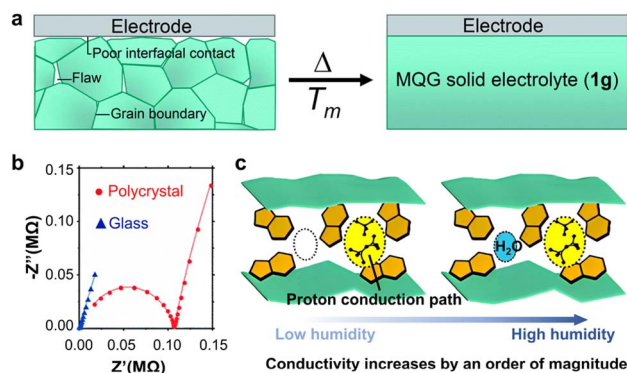 a
Electrode
Poor interfacial contact
Flaw
Grain boundary
Δ
Tm
Electrode
MQG solid electrolyte (1g)
b
-Z''(MΩ)
0.15
0.10
0.05
0.00
Polycrystal
Glass
0.00 0.05 0.10 0.15
Z'(MΩ)
c
H₂O
Proton conduction path
Low humidity
High humidity
Conductivity increases by an order of magnitude